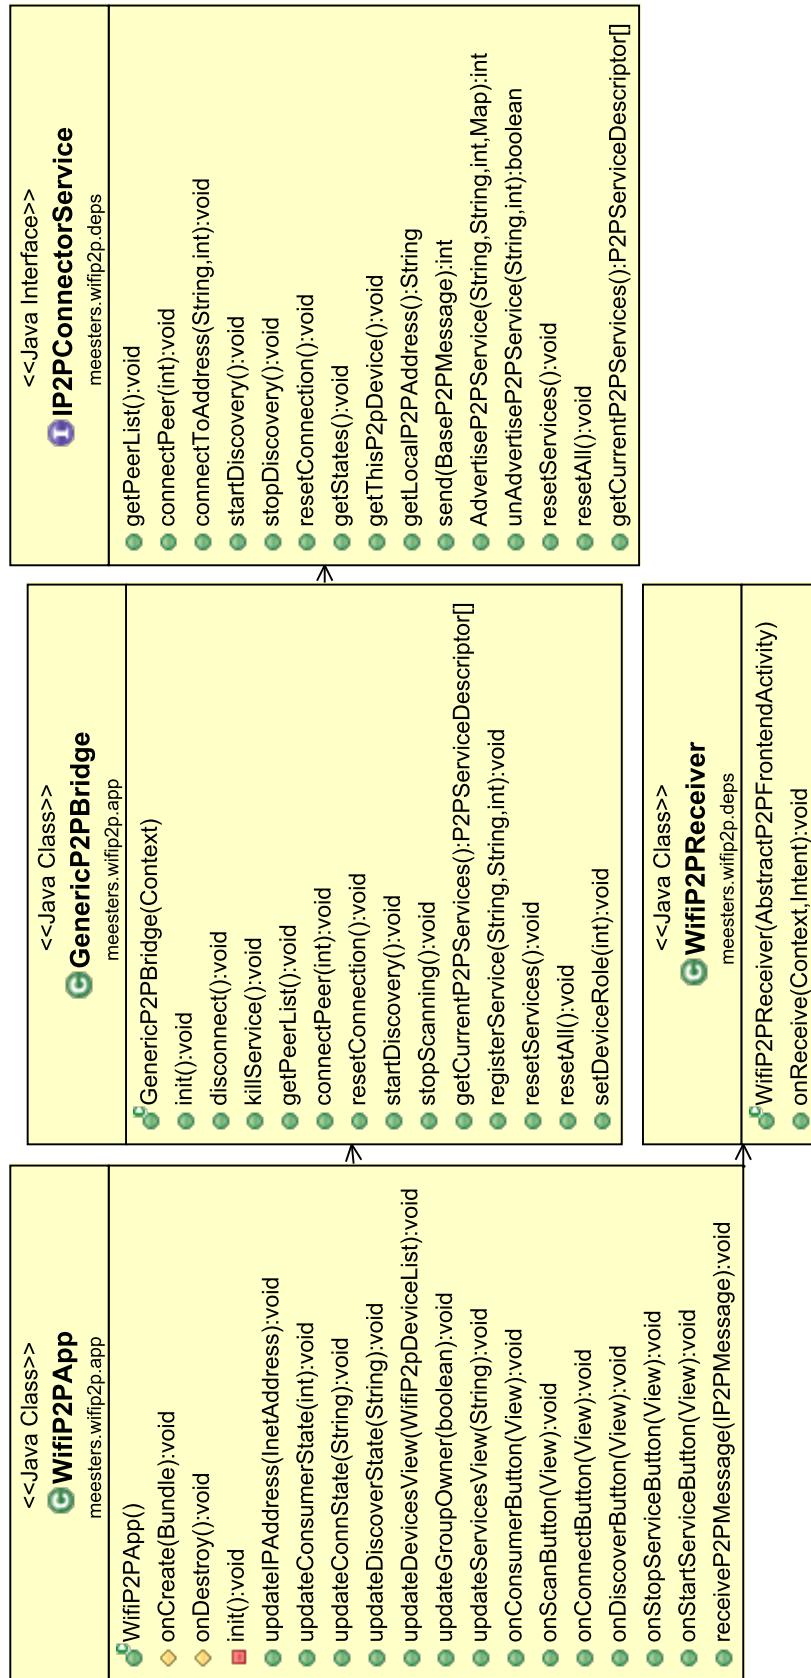 <<Java Class>>
WifiP2PApp
meesters.wifip2p.app
WifiP2PApp()
onCreate(Bundle):void
onDestroy():void
init():void
updateIPAddress(InetAddress):void
updateConsumerState(int):void
updateConnState(String):void
updateDiscoverState(String):void
updateDevicesView(WifiP2pDeviceList):void
updateGroupOwner(boolean):void
updateServicesView(String):void
onConsumerButton(View):void
onScanButton(View):void
onConnectButton(View):void
onDiscoverButton(View):void
onStopServiceButton(View):void
onStartServiceButton(View):void
receiveP2PMessage(IP2PMessage):void
<<Java Class>>
GenericP2PBridge
meesters.wifip2p.app
GenericP2PBridge(Context)
init():void
disconnect():void
killService():void
getPeerList():void
connectPeer(int):void
resetConnection():void
startDiscovery():void
stopScanning():void
getCurrentP2PServices():P2PServiceDescriptor[]
registerService(String,String,int):void
resetServices():void
resetAll():void
setDeviceRole(int):void
<<Java Class>>
WifiP2PReceiver
meesters.wifip2p.deps
WifiP2PReceiver(AbstractP2PFrontendActivity)
onReceive(Context,Intent):void
<<Java Interface>>
IP2PConnectorService
meesters.wifip2p.deps
getPeerList():void
connectPeer(int):void
connectToAddress(String,int):void
startDiscovery():void
stopDiscovery():void
resetConnection():void
getStates():void
getThisP2pDevice():void
getLocalP2PAddress():String
send(BaseP2PMessage):int
AdvertiseP2PService(String,String,int,Map):int
unAdvertiseP2PService(String,int):boolean
resetServices():void
resetAll():void
getCurrentP2PServices():P2PServiceDescriptor[]